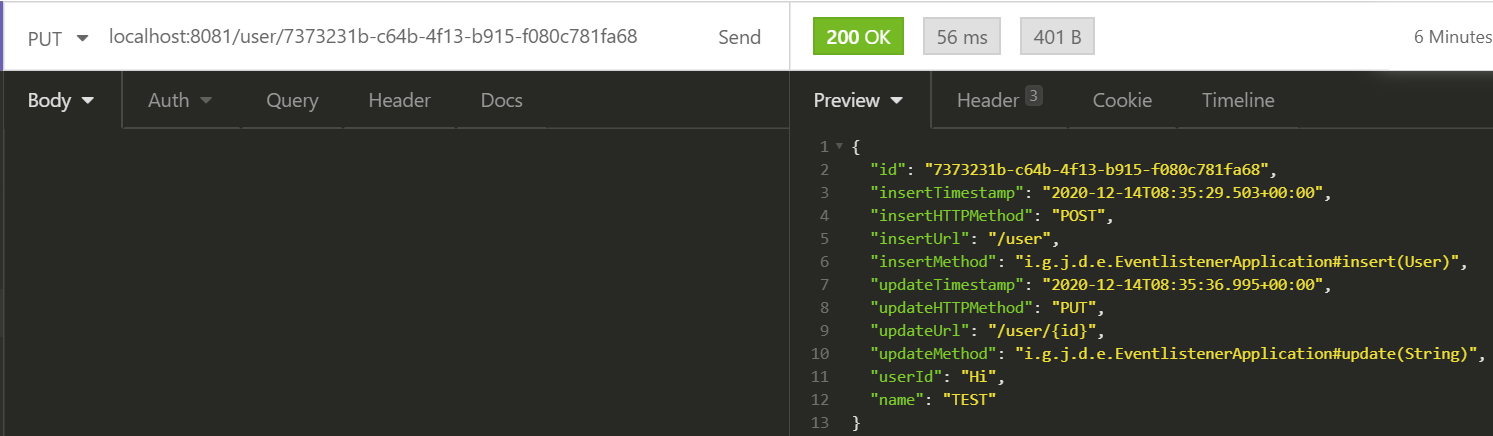 PUT localhost:8081/user/7373231b-c64b-4f13-b915-f080c781fa68 Send
200 OK 56 ms 401 B 6 Minutes
Body Auth Query Header Docs
Preview Header 3 Cookie Timeline
1 {
2 "id": "7373231b-c64b-4f13-b915-f080c781fa68",
3 "insertTimestamp": "2020-12-14T08:35:29.503+00:00",
4 "insertHTTPMethod": "POST",
5 "insertUrl": "/user",
6 "insertMethod": "i.g.j.d.e.EventlistenerApplication#insert(User)",
7 "updateTimestamp": "2020-12-14T08:35:36.995+00:00",
8 "updateHTTPMethod": "PUT",
9 "updateUrl": "/user/{id}",
10 "updateMethod": "i.g.j.d.e.EventlistenerApplication#update(String)",
11 "userId": "Hi",
12 "name": "TEST"
13 }